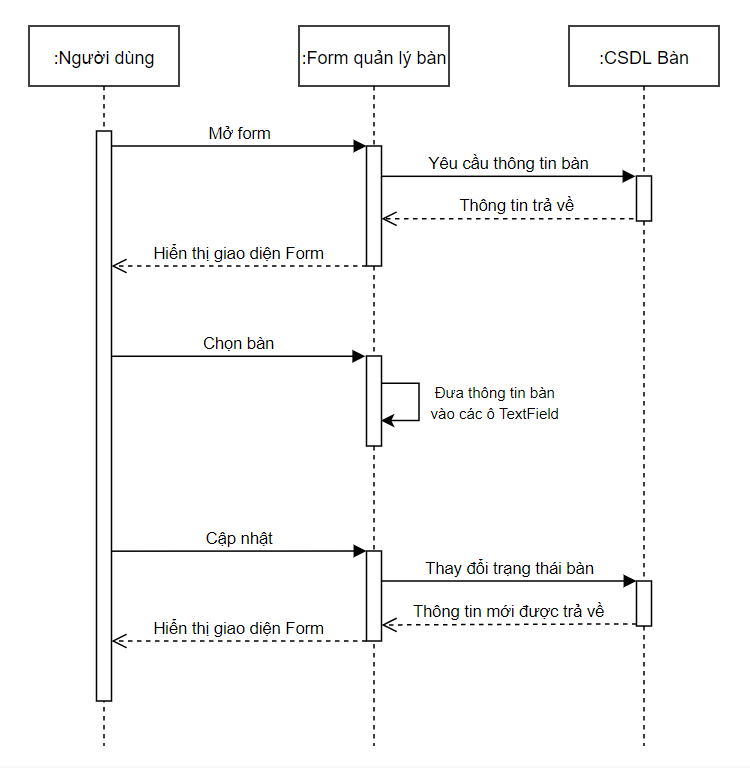 :Người dùng
:Form quản lý bàn
:CSDL Bàn
Mở form
Yêu cầu thông tin bàn
Thông tin trả về
Hiển thị giao diện Form
Chọn bàn
Đưa thông tin bàn
vào các ô TextField
Cập nhật
Thay đổi trạng thái bàn
Thông tin mới được trả về
Hiển thị giao diện Form